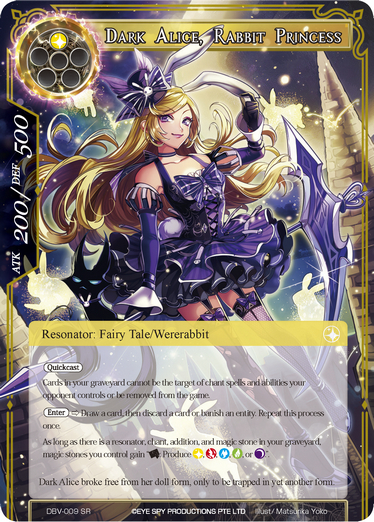 Dark Alice, Rabbit Princess
ATK 200/DEF 500
Resonator: Fairy Tale/Wererabbit
Quickcast
Cards in your graveyard cannot be the target of chant spells and abilities your
opponent controls or be removed from the game.
Enter ⇨ Draw a card, then discard a card or banish an entity. Repeat this process
once.
As long as there is a resonator, chant, addition, and magic stone in your graveyard,
magic stones you control gain " : Produce , , , , or ".
Dark Alice broke free from her doll form, only to be trapped in yet another form
DBV-009 SR ©EYE SPY PRODUCTIONS PTE LTD Illust/ Matsurika Yoko